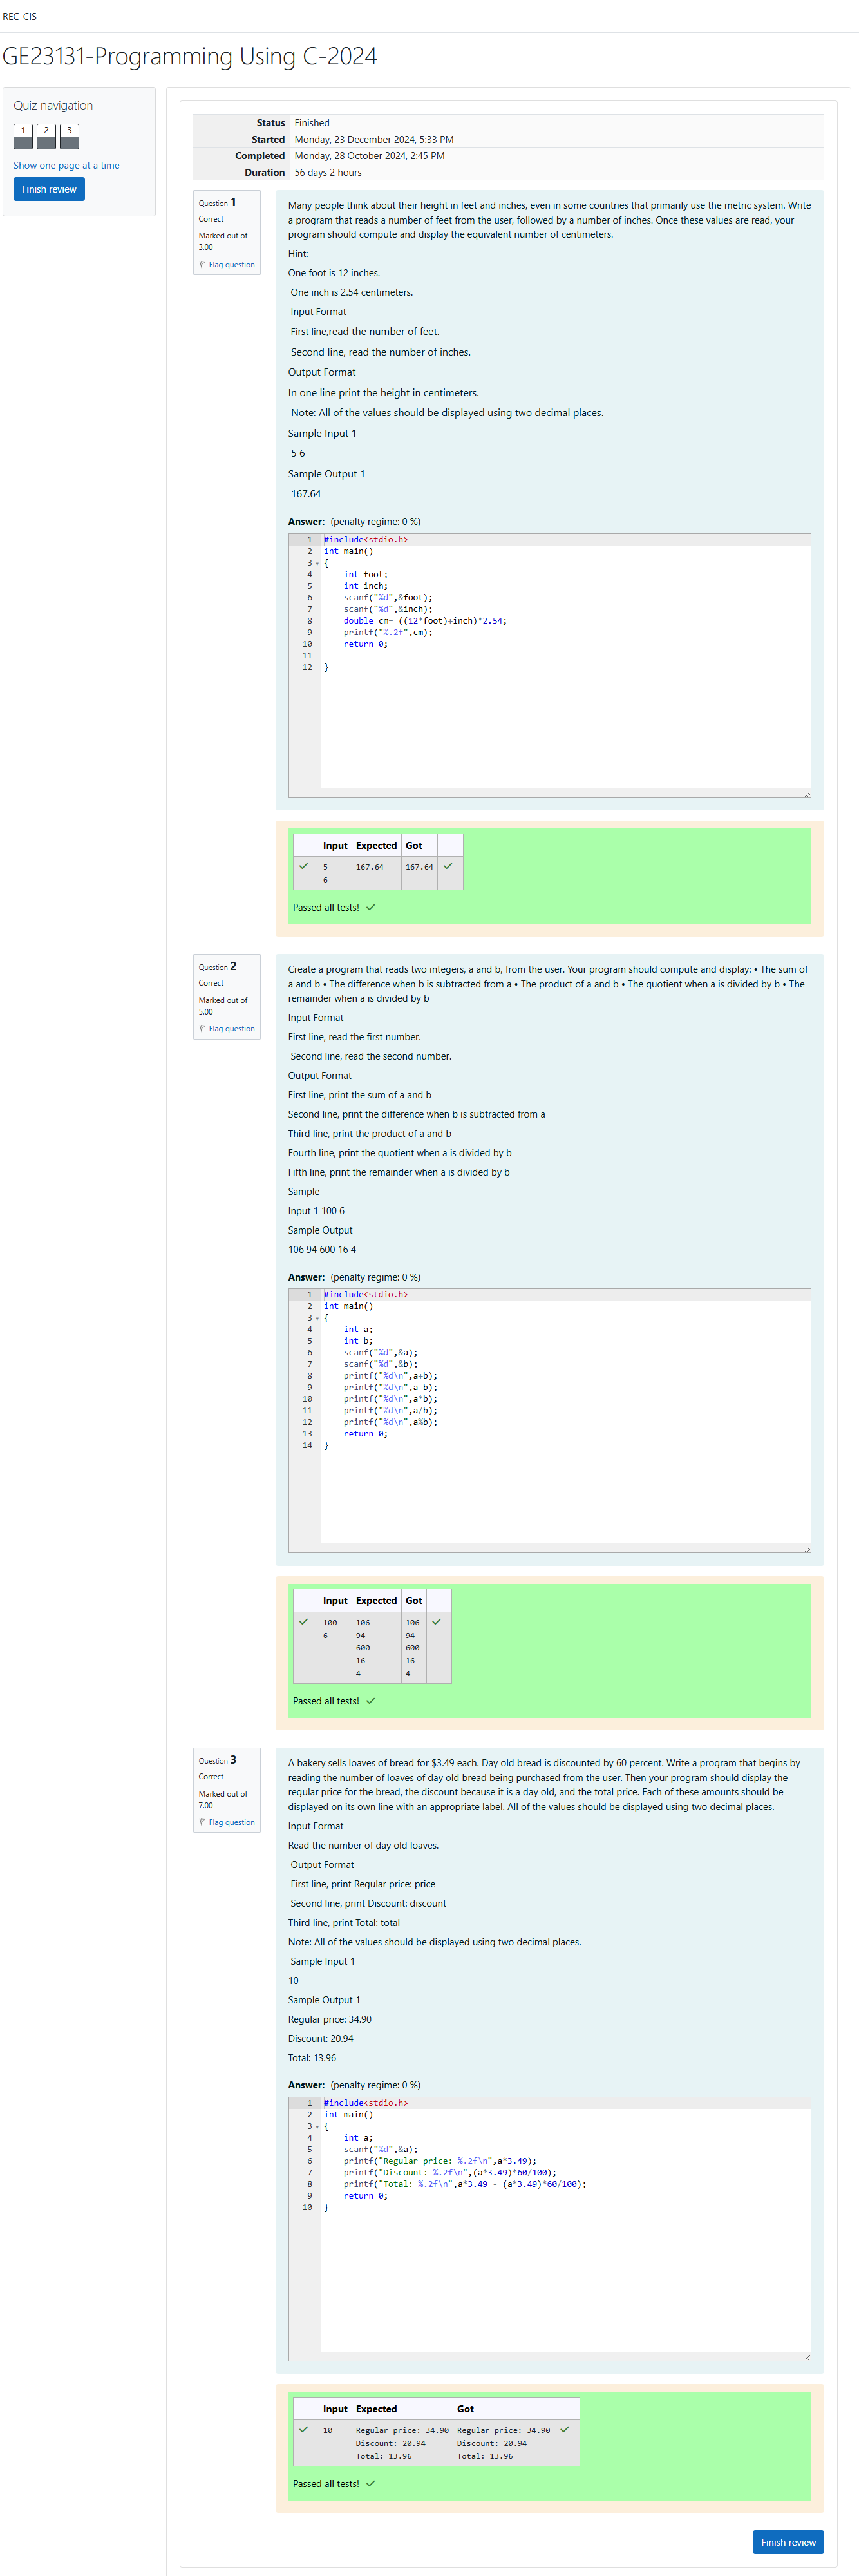 REC-CIS
GE23131-Programming Using C-2024
Quiz navigation
1 2 3
Show one page at a time
Finish review
Status Finished
Started Monday, 23 December 2024, 5:33 PM
Completed Monday, 28 October 2024, 2:45 PM
Duration 56 days 2 hours
Question 1
Correct
Marked out of
3.00
Flag question
Many people think about their height in feet and inches, even in some countries that primarily use the metric system. Write
a program that reads a number of feet from the user, followed by a number of inches. Once these values are read, your
program should compute and display the equivalent number of centimeters.
Hint:
One foot is 12 inches.
One inch is 2.54 centimeters.
Input Format
First line,read the number of feet.
Second line, read the number of inches.
Output Format
In one line print the height in centimeters.
Note: All of the values should be displayed using two decimal places.
Sample Input 1
5 6
Sample Output 1
167.64
Answer: (penalty regime: 0 %)
1 #include<stdio.h>
2 int main()
3 {
4 int foot;
5 int inch;
6 scanf("%d",&foot);
7 scanf("%d",&inch);
8 double cm= ((12*foot)+inch)*2.54;
9 printf("%.2f",cm);
10 return 0;
11
12 }
Input Expected Got
5 167.64 167.64
6
Passed all tests!
Question 2
Correct
Marked out of
5.00
Flag question
Create a program that reads two integers, a and b, from the user. Your program should compute and display: • The sum of
a and b • The difference when b is subtracted from a • The product of a and b • The quotient when a is divided by b • The
remainder when a is divided by b
Input Format
First line, read the first number.
Second line, read the second number.
Output Format
First line, print the sum of a and b
Second line, print the difference when b is subtracted from a
Third line, print the product of a and b
Fourth line, print the quotient when a is divided by b
Fifth line, print the remainder when a is divided by b
Sample
Input 1 100 6
Sample Output
106 94 600 16 4
Answer: (penalty regime: 0 %)
1 #include<stdio.h>
2 int main()
3 {
4 int a;
5 int b;
6 scanf("%d",&a);
7 scanf("%d",&b);
8 printf("%d\n",a+b);
9 printf("%d\n",a-b);
10 printf("%d\n",a*b);
11 printf("%d\n",a/b);
12 printf("%d\n",a%b);
13 return 0;
14 }
Input Expected Got
100 106 106
6 94 94
600 600
16 16
4 4
Passed all tests!
Question 3
Correct
Marked out of
7.00
Flag question
A bakery sells loaves of bread for $3.49 each. Day old bread is discounted by 60 percent. Write a program that begins by
reading the number of loaves of day old bread being purchased from the user. Then your program should display the
regular price for the bread, the discount because it is a day old, and the total price. Each of these amounts should be
displayed on its own line with an appropriate label. All of the values should be displayed using two decimal places.
Input Format
Read the number of day old loaves.
Output Format
First line, print Regular price: price
Second line, print Discount: discount
Third line, print Total: total
Note: All of the values should be displayed using two decimal places.
Sample Input 1
10
Sample Output 1
Regular price: 34.90
Discount: 20.94
Total: 13.96
Answer: (penalty regime: 0 %)
1 #include<stdio.h>
2 int main()
3 {
4 int a;
5 scanf("%d",&a);
6 printf("Regular price: %.2f\n",a*3.49);
7 printf("Discount: %.2f\n",(a*3.49)*60/100);
8 printf("Total: %.2f\n",a*3.49 - (a*3.49)*60/100);
9 return 0;
10 }
Input Expected Got
10 Regular price: 34.90 Regular price: 34.90
Discount: 20.94 Discount: 20.94
Total: 13.96 Total: 13.96
Passed all tests!
Finish review